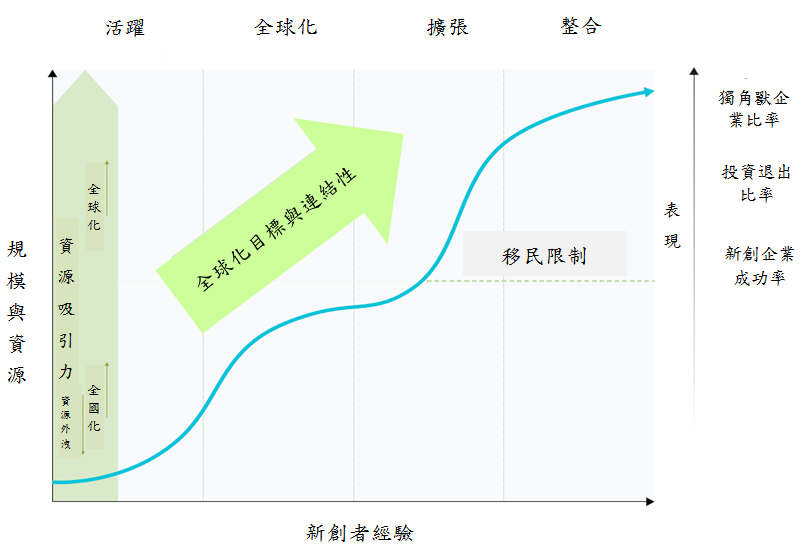 活躍
全球化
擴張
整合
獨角獸企
業比率
投資退出
比率
新創企業
成功率
表現
規模與資源
全球化
資源吸引力
全國化
資源外洩
全球化目標與連結性
移民限制
新創者經驗